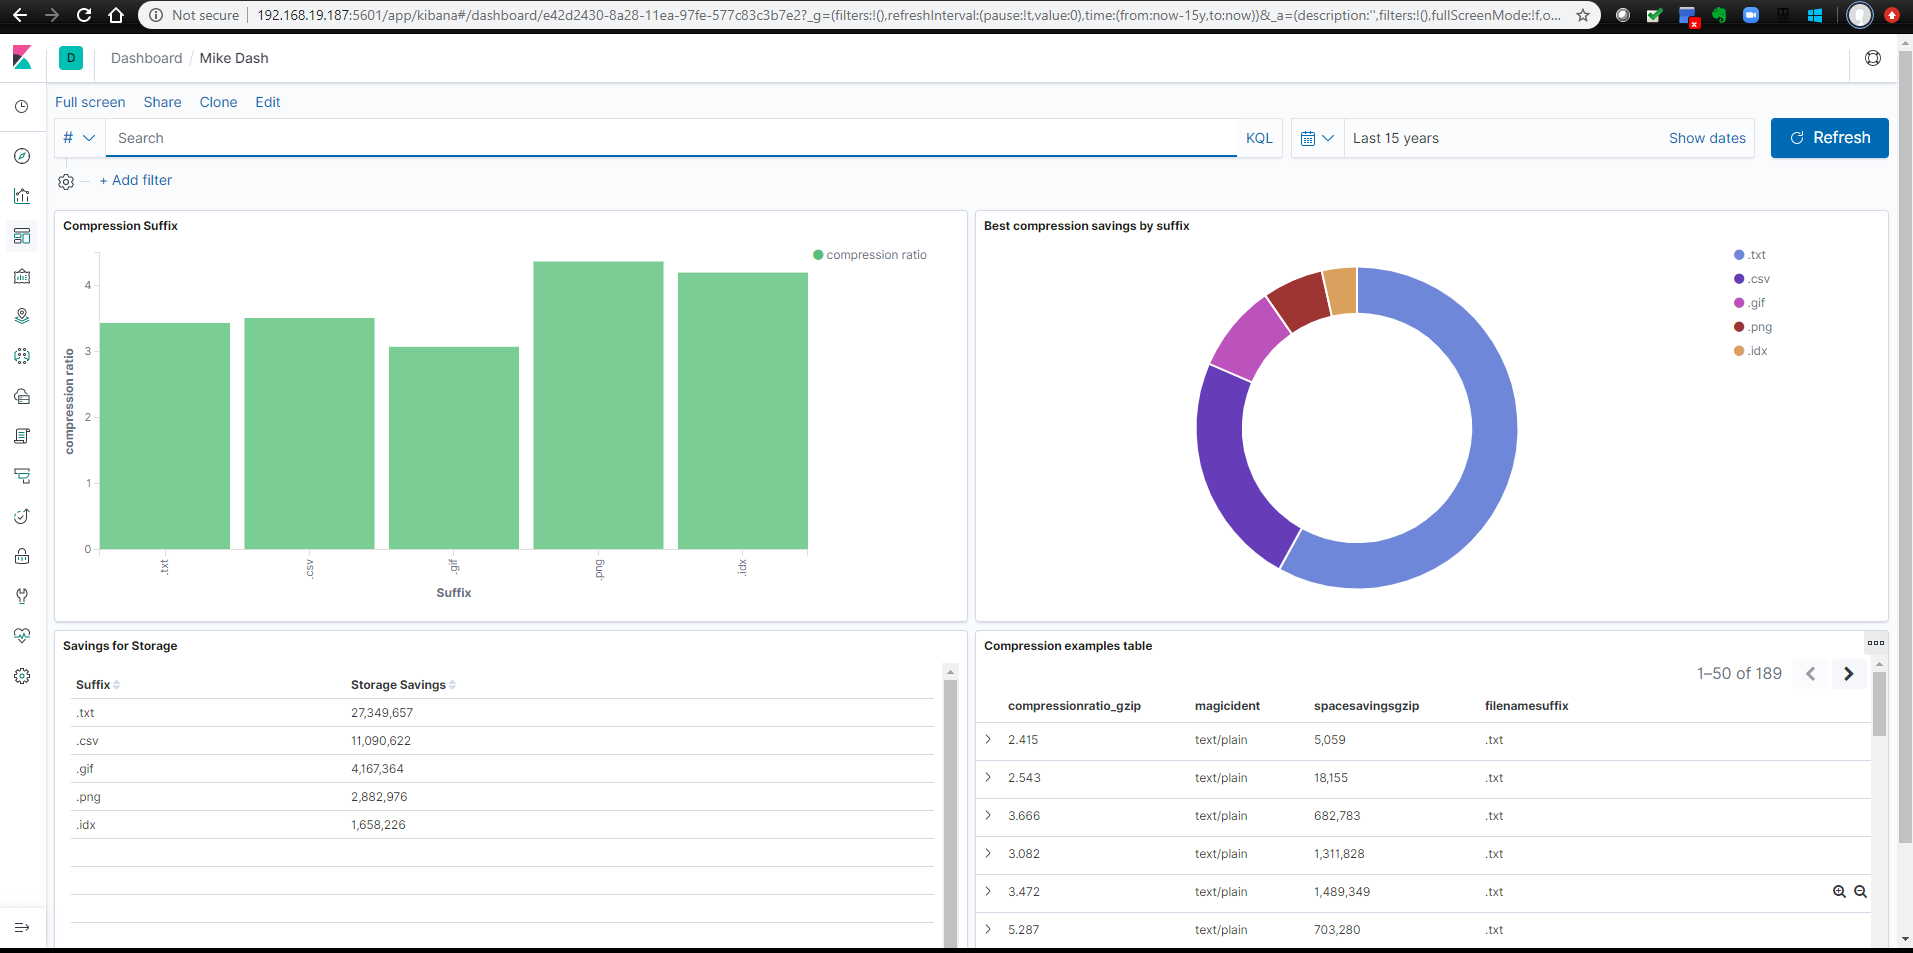 Not secure 192.168.19.187:5601/app/kibana#/dashboard/e42d2430-8a28-11ea-97fe-577c83c3b7e2?_g=(filters:!(),refreshInterval:(pause:!t,value:0),time:(from:now-15y,to:now))&_a=(description:'',filters:!(),fullScreenMode:!f,o...
D Dashboard / Mike Dash
Full screen Share Clone Edit
# Search KQL Last 15 years Show dates Refresh
+ Add filter
Compression Suffix
compression ratio
4
3
2
1
0
compression ratio
.txt
.csv
.gif
.png
.idx
Suffix
Best compression savings by suffix
.txt
.csv
.gif
.png
.idx
Savings for Storage
Suffix Storage Savings
.txt 27,349,657
.csv 11,090,622
.gif 4,167,364
.png 2,882,976
.idx 1,658,226
Compression examples table
1–50 of 189
compressionratio_gzip magicident spacesavingsgzip filenamesuffix
2.415 text/plain 5,059 .txt
2.543 text/plain 18,155 .txt
3.666 text/plain 682,783 .txt
3.082 text/plain 1,311,828 .txt
3.472 text/plain 1,489,349 .txt
5.287 text/plain 703,280 .txt